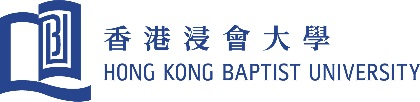 香港浸會大學
HONG KONG BAPTIST UNIVERSITY